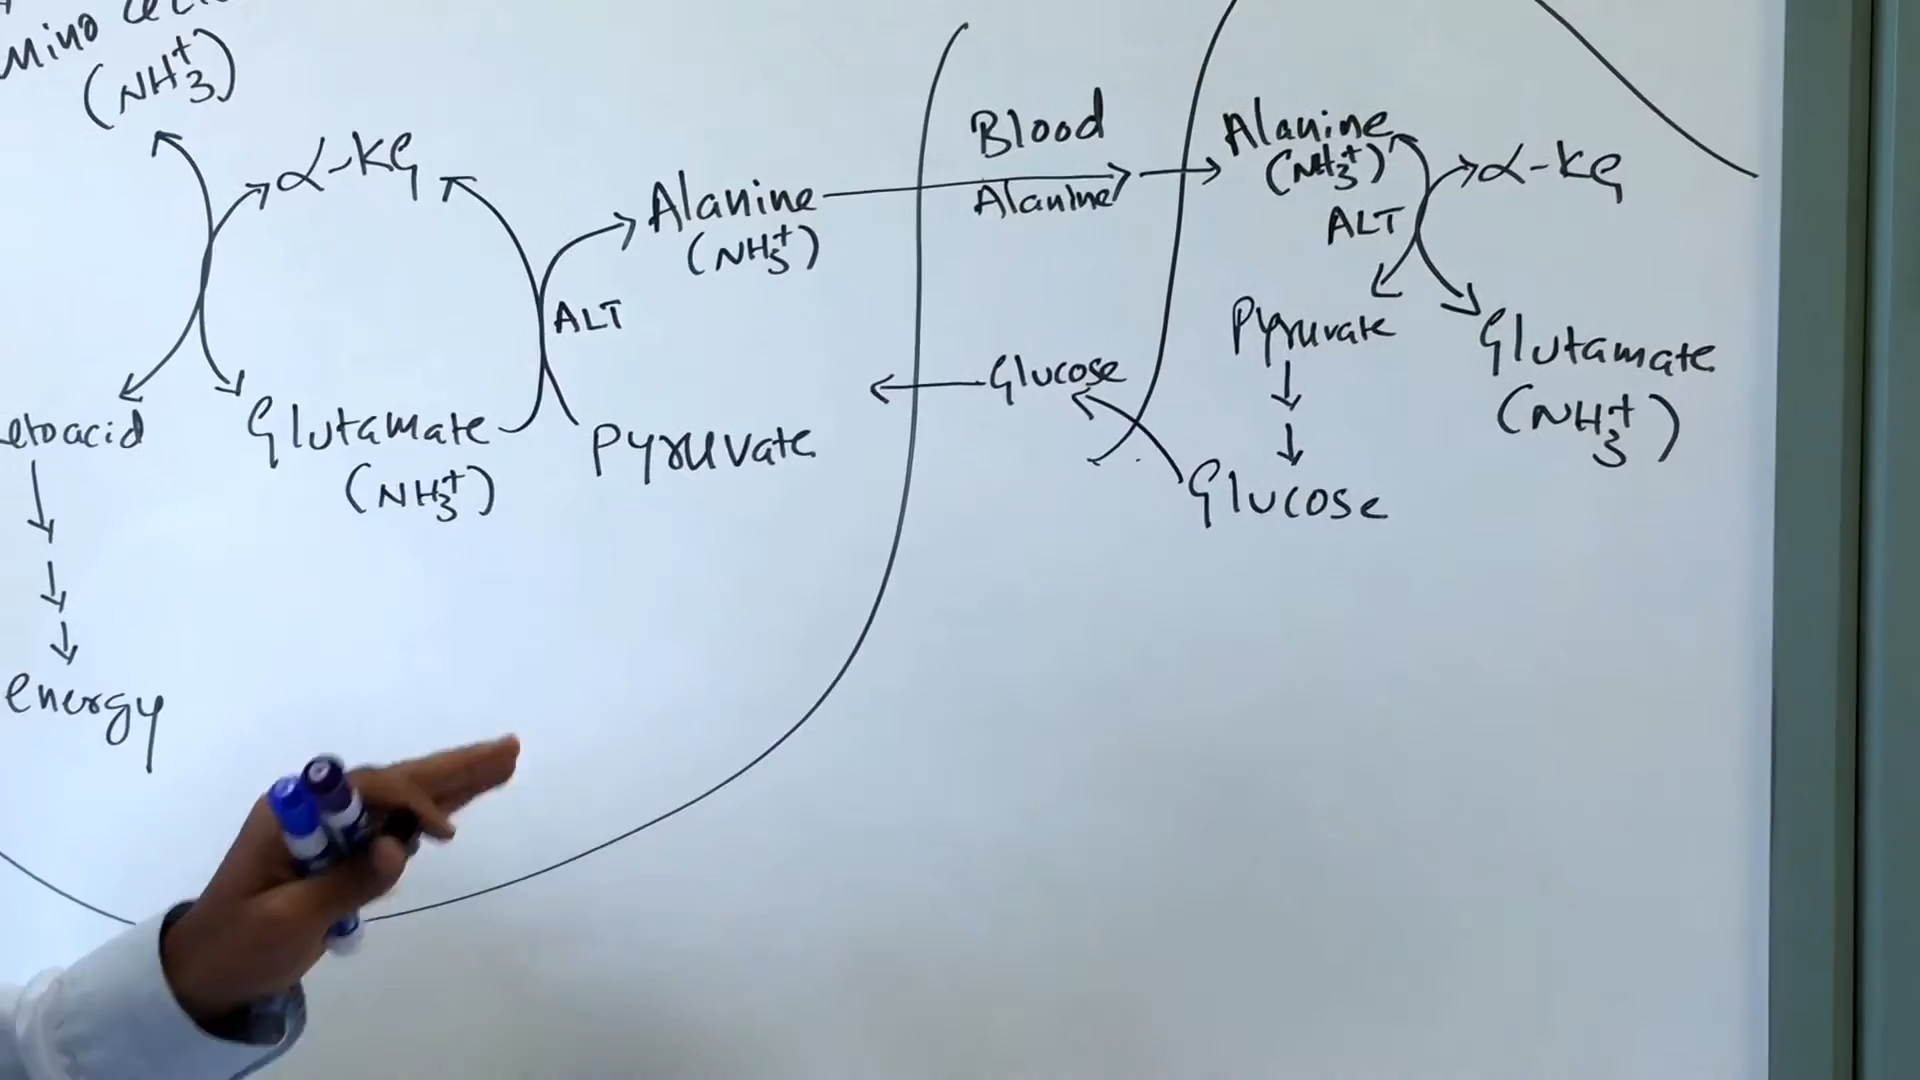 mino
(NH3+)
α-KG
Alanine
(NH3+)
ALT
etoacid
Glutamate
(NH3+)
Pyruvate
energy
Blood
Alanine
Glucose
Alanine
(NH3+)
α-KG
ALT
Pyruvate
Glutamate
(NH3+)
Glucose